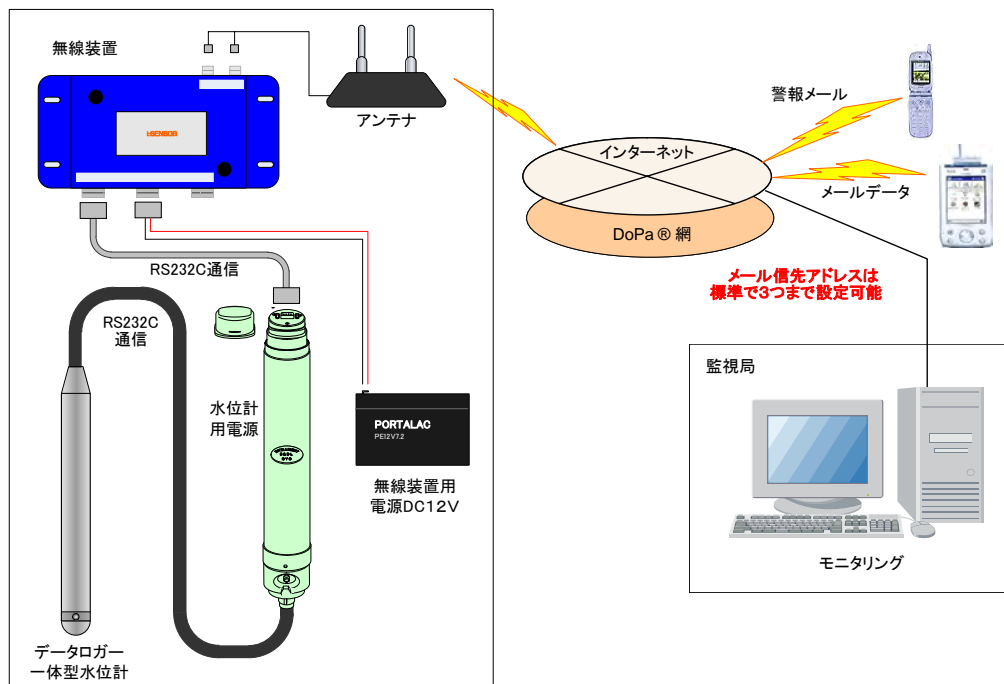 無線装置
アンテナ
RS232C通信
RS232C
通信
水位計
用電源
PORTALAC
PE12V7.2
無線装置用
電源DC12V
データロガー
一体型水位計
インターネット
DoPa®網
警報メール
メールデータ
メール信先アドレスは
標準で3つまで設定可能
監視局
モニタリング